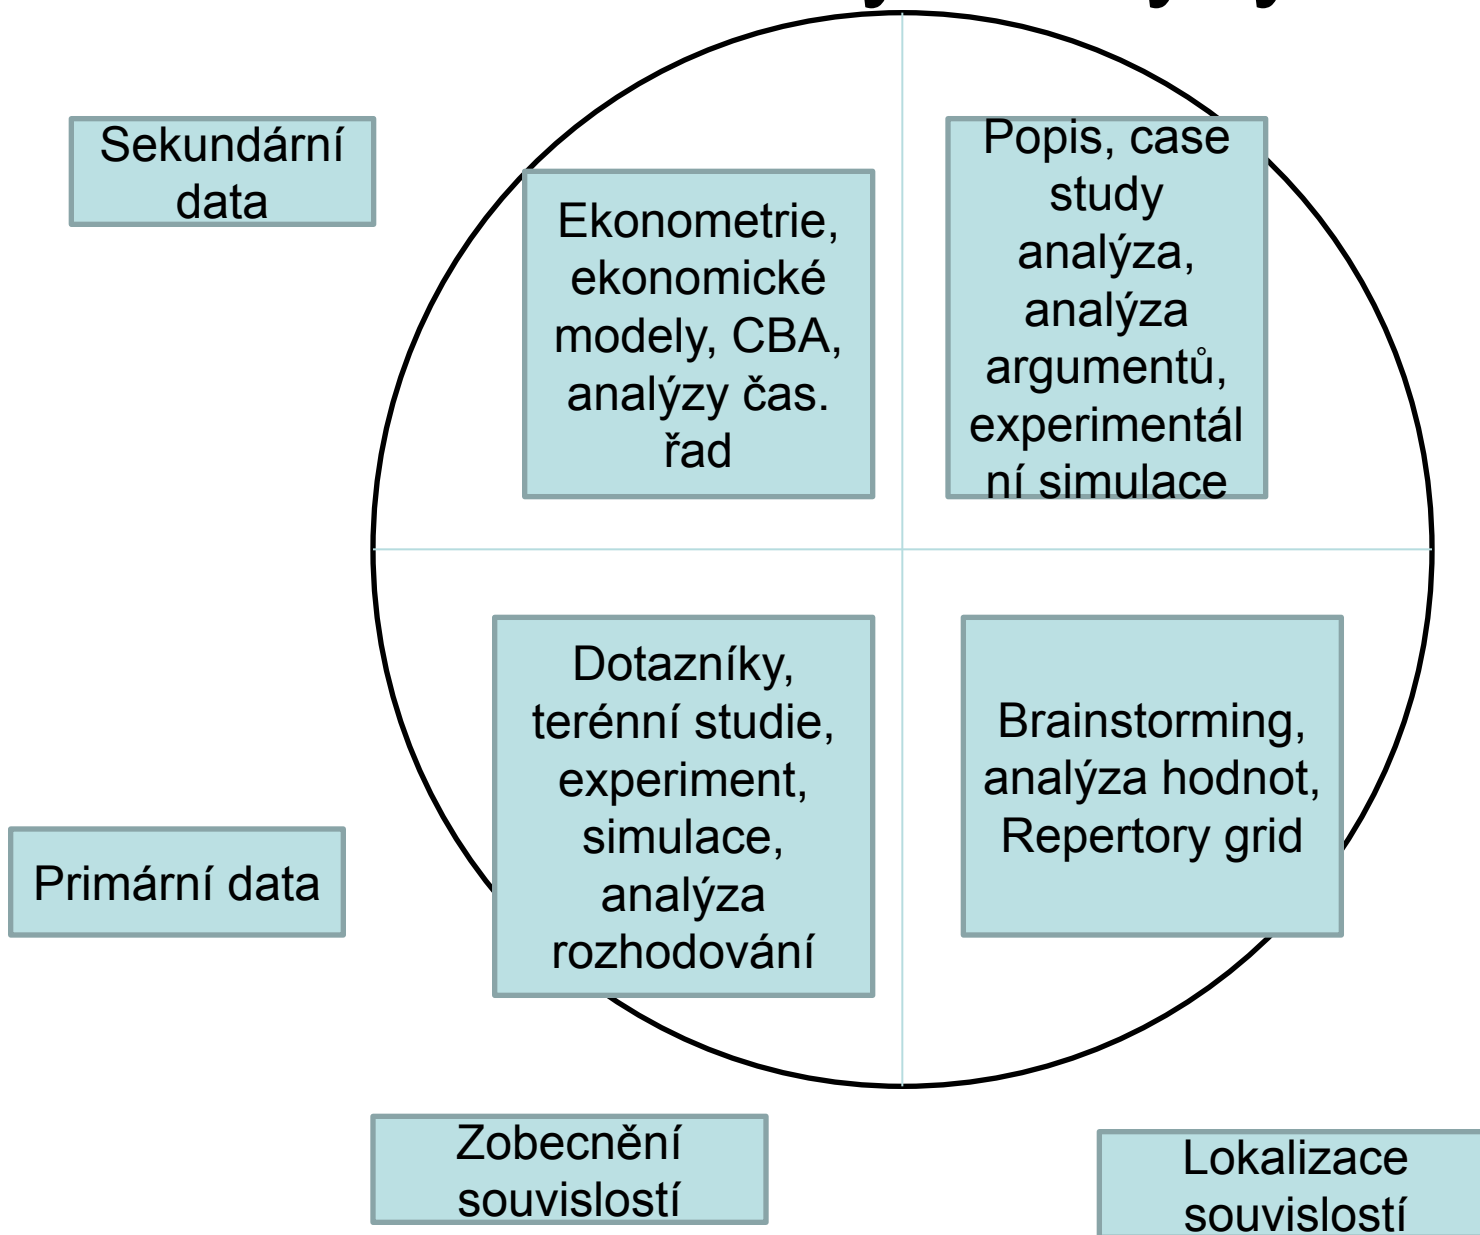 Sekundární
data
Ekonometrie,
ekonomické
modely, CBA,
analýzy čas.
řad
Popis, case
study
analýza,
analýza
argumentů,
experimentál
ní simulace
Primární data
Dotazníky,
terénní studie,
experiment,
simulace,
analýza
rozhodování
Brainstorming,
analýza hodnot,
Repertory grid
Zobecnění
souvislostí
Lokalizace
souvislostí